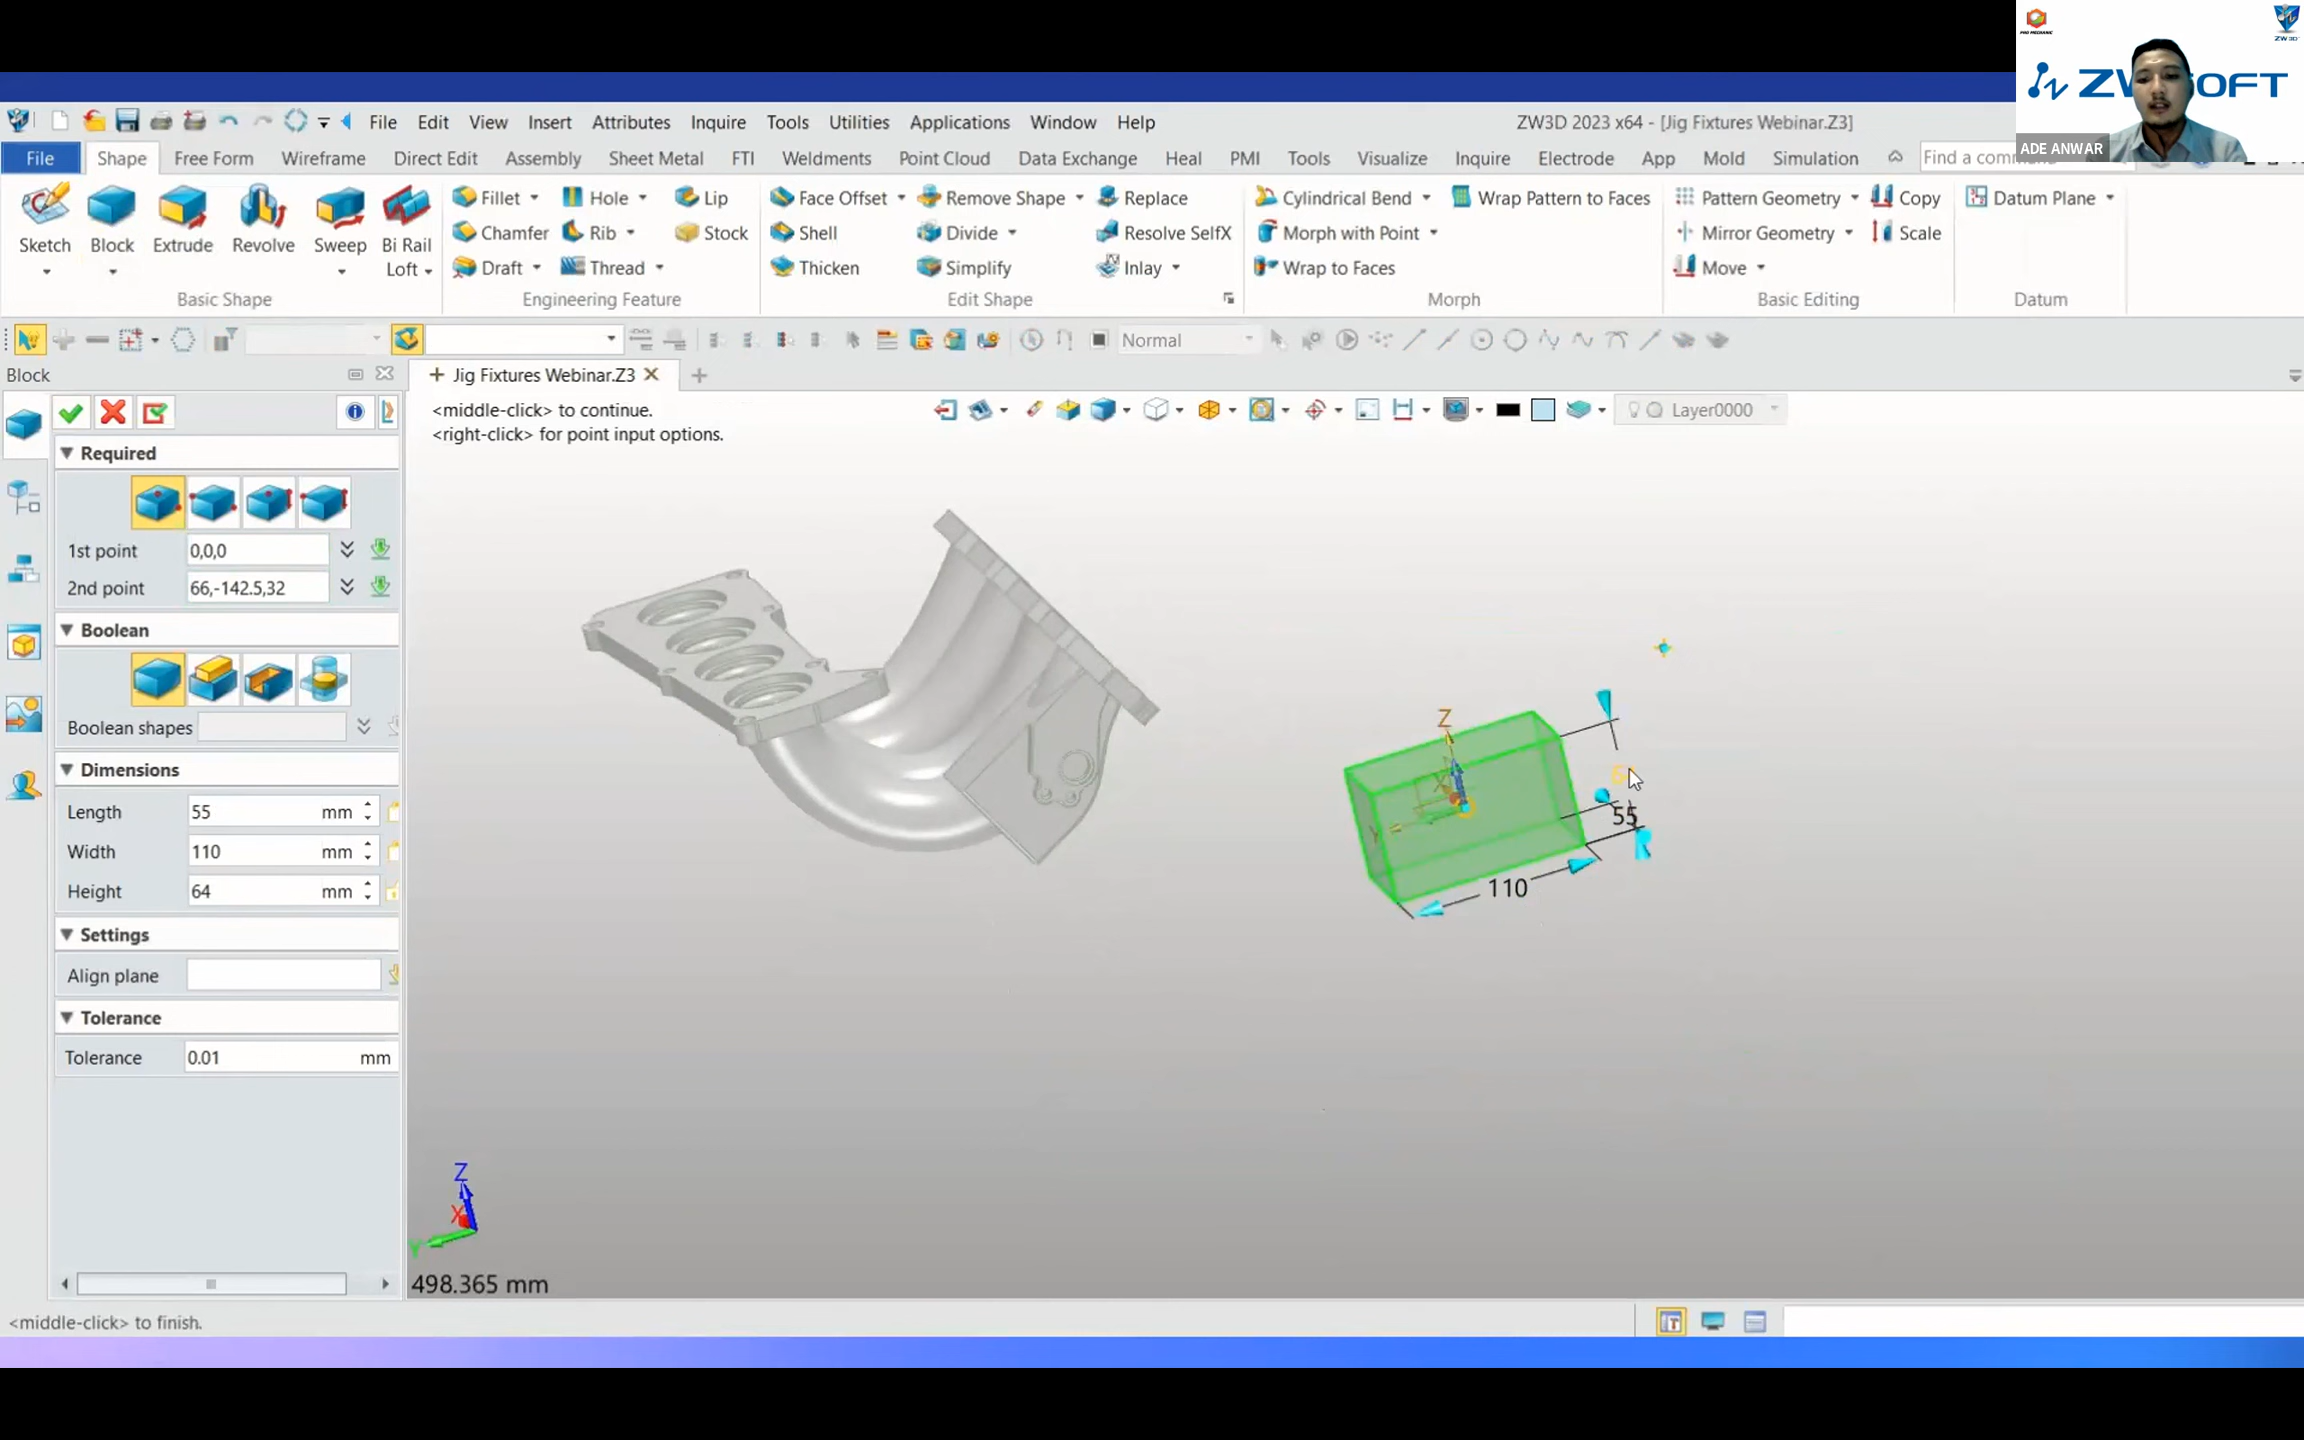 ZWSOFT
ZW3D
ADE ANWAR
File Edit View Insert Attributes Inquire Tools Utilities Applications Window Help
ZW3D 2023 x64 - [Jig Fixtures Webinar.Z3]
File Shape Free Form Wireframe Direct Edit Assembly Sheet Metal FTI Weldments Point Cloud Data Exchange Heal PMI Tools Visualize Inquire Electrode App Mold Simulation
Find a comm
Sketch Block Extrude Revolve Sweep Bi Rail Loft
Fillet Hole Lip Face Offset Remove Shape Replace Cylindrical Bend Wrap Pattern to Faces Pattern Geometry Copy Datum Plane
Chamfer Rib Stock Shell Divide Resolve SelfX Morph with Point Mirror Geometry Scale
Draft Thread Thicken Simplify Inlay Wrap to Faces Move
Basic Shape Engineering Feature Edit Shape Morph Basic Editing Datum
Normal
Block
Jig Fixtures Webinar.Z3
<middle-click> to continue.
<right-click> for point input options.
Layer0000
Required
1st point 0,0,0
2nd point 66,-142.5,32
Boolean
Boolean shapes
Dimensions
Length 55 mm
Width 110 mm
Height 64 mm
Settings
Align plane
Tolerance
Tolerance 0.01 mm
Z
X
55
110
Z
X
Y
498.365 mm
<middle-click> to finish.